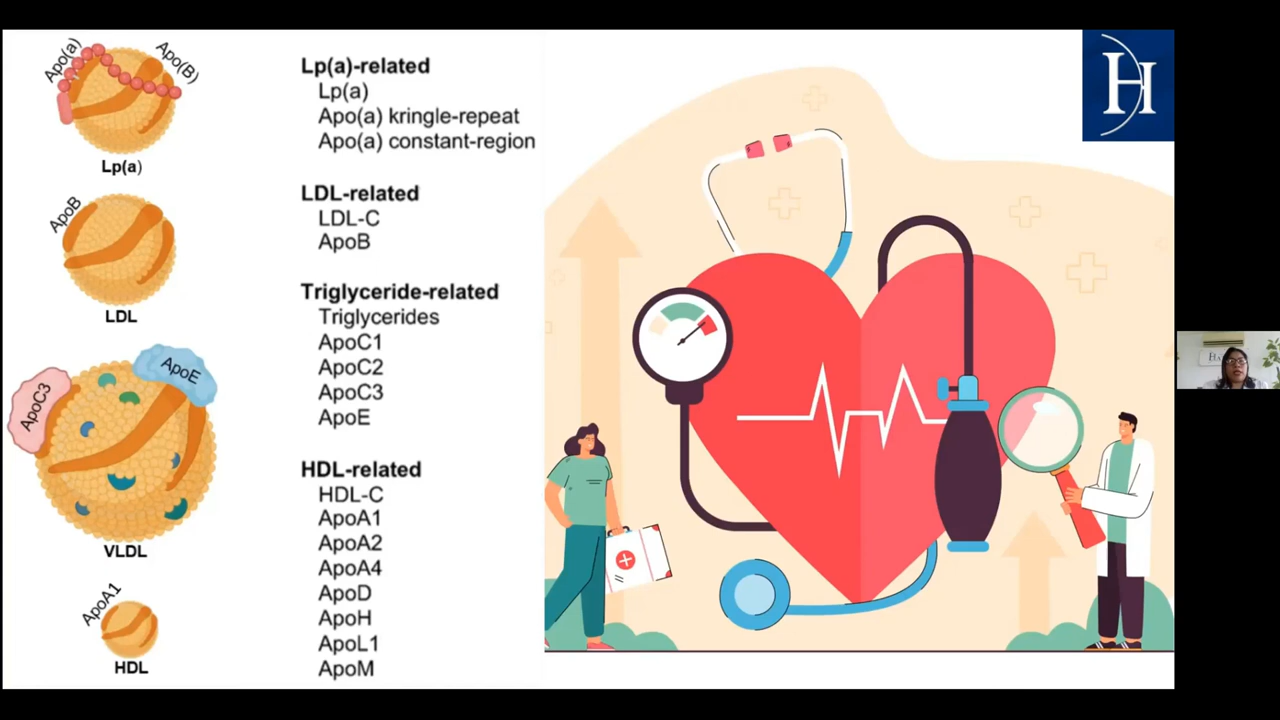 Apo(a)
Apo(B)
Lp(a)
ApoB
LDL
ApoC3
ApoE
VLDL
ApoA1
HDL
Lp(a)-related
Lp(a)
Apo(a) kringle-repeat
Apo(a) constant-region
LDL-related
LDL-C
ApoB
Triglyceride-related
Triglycerides
ApoC1
ApoC2
ApoC3
ApoE
HDL-related
HDL-C
ApoA1
ApoA2
ApoA4
ApoD
ApoH
ApoL1
ApoM
H